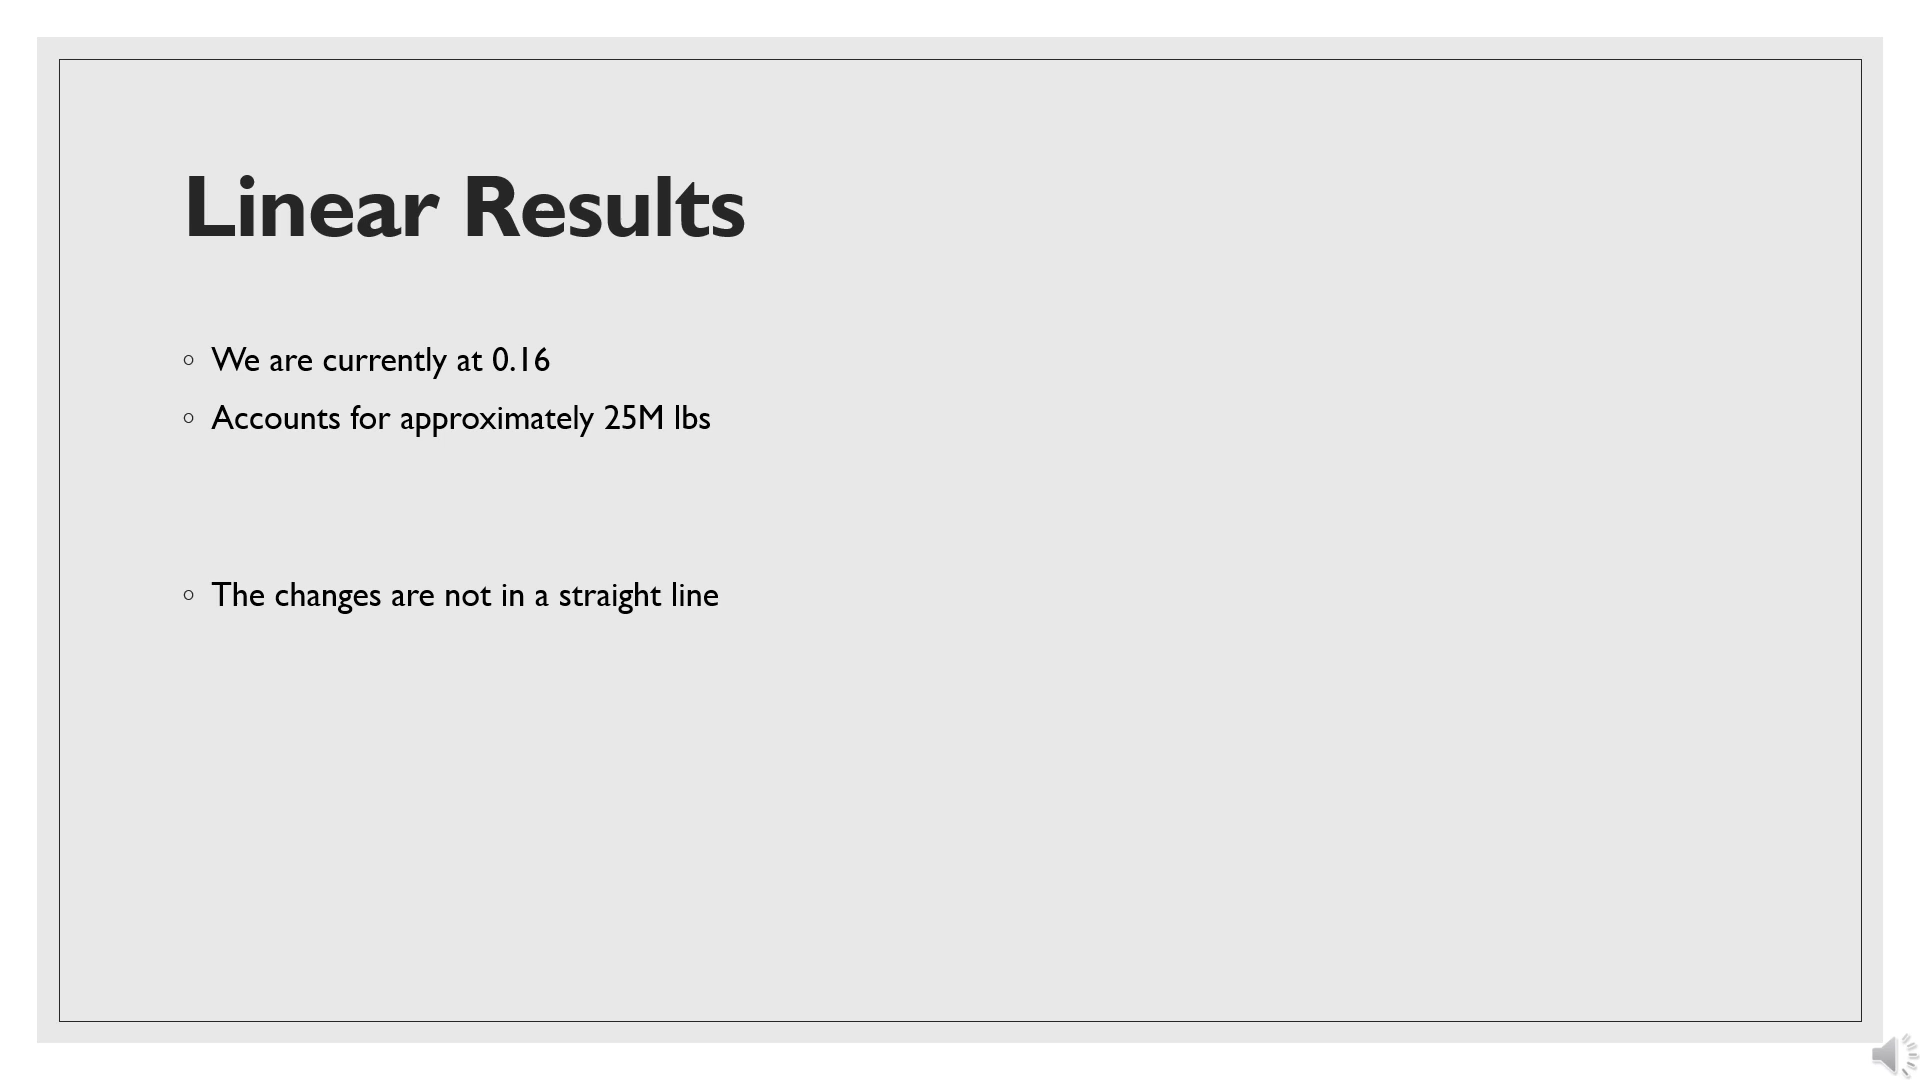 Linear Results
◦ We are currently at 0.16
◦ Accounts for approximately 25M lbs
◦ The changes are not in a straight line